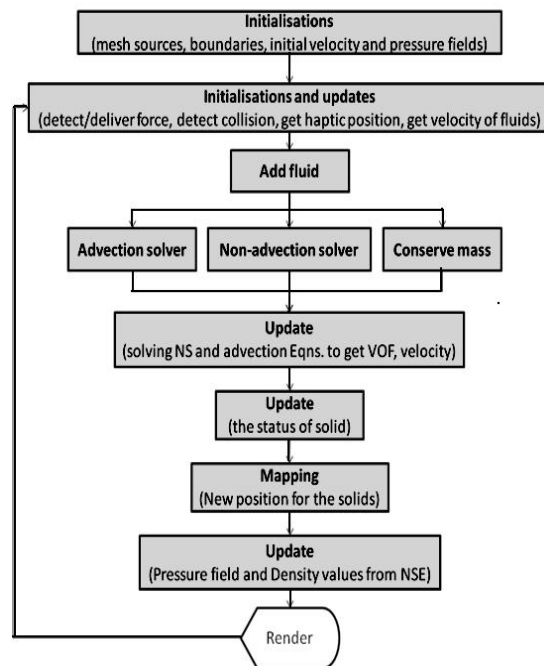 Initialisations
(mesh sources, boundaries, initial velocity and pressure fields)
Initialisations and updates
(detect/deliver force, detect collision, get haptic position, get velocity of fluids)
Add fluid
Advection solver
Non-advection solver
Conserve mass
Update
(solving NS and advection Eqns. to get VOF, velocity)
Update
(the status of solid)
Mapping
(New position for the solids)
Update
(Pressure field and Density values from NSE)
Render